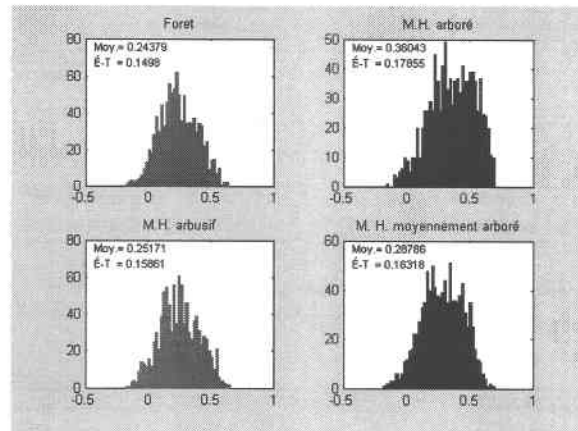 Foret
80
60
40
20
0
-0.5 0 0.5 1
Moy.= 0.24379
É-T = 0.1498
M.H. arboré
50
40
30
20
10
0
-0.5 0 0.5 1
Moy.= 0.36043
É-T = 0.17855
M.H. arbusif
80
60
40
20
0
-0.5 0 0.5 1
Moy.= 0.25171
É-T = 0.15861
M. H. moyennément arboré
60
40
20
0
-0.5 0 0.5 1
Moy.= 0.28786
É-T = 0.16318